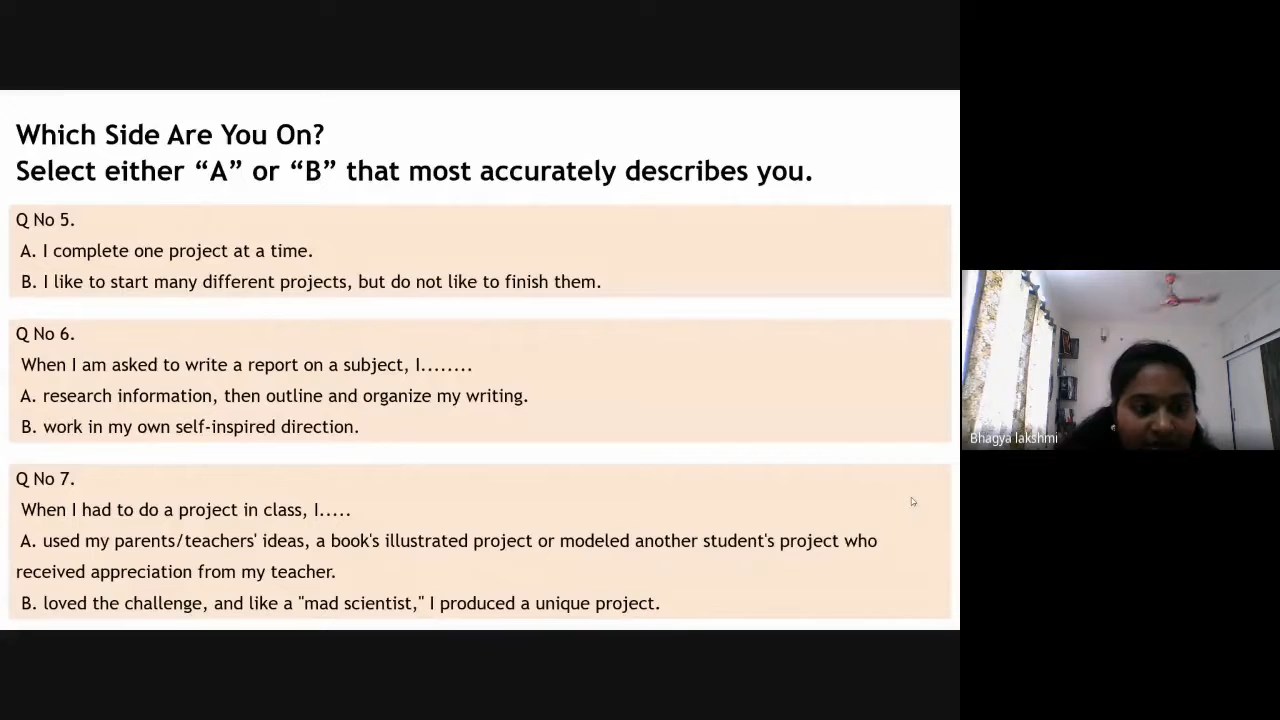 Which Side Are You On?
Select either “A” or “B” that most accurately describes you.
Q No 5.
A. I complete one project at a time.
B. I like to start many different projects, but do not like to finish them.
Q No 6.
When I am asked to write a report on a subject, I........
A. research information, then outline and organize my writing.
B. work in my own self-inspired direction.
Q No 7.
When I had to do a project in class, I.....
A. used my parents/teachers' ideas, a book's illustrated project or modeled another student's project who
received appreciation from my teacher.
B. loved the challenge, and like a "mad scientist," I produced a unique project.
Bhagya lakshmi